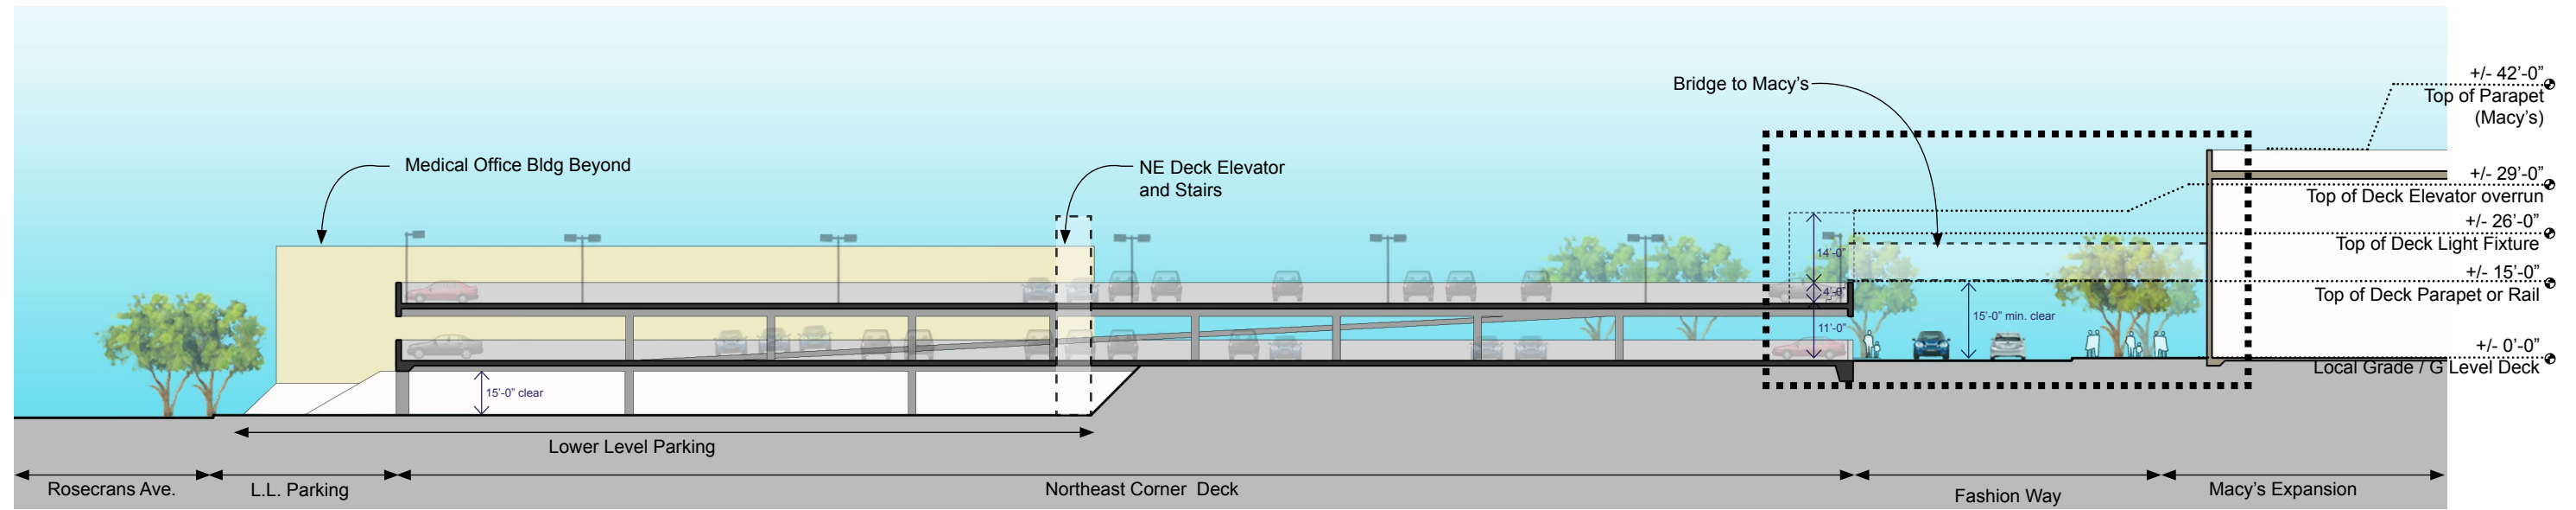 +/- 42’-0”
Top of Parapet
(Macy’s)
Bridge to Macy’s
Medical Office Bldg Beyond
NE Deck Elevator
and Stairs
+/- 29’-0”
Top of Deck Elevator overrun
+/- 26’-0”
Top of Deck Light Fixture
+/- 15’-0”
Top of Deck Parapet or Rail
14’-0”
4’-0”
11’-0”
15’-0” min. clear
+/- 0’-0”
Local Grade / G Level Deck
15’-0” clear
Lower Level Parking
Rosecrans Ave.
L.L. Parking
Northeast Corner Deck
Fashion Way
Macy’s Expansion